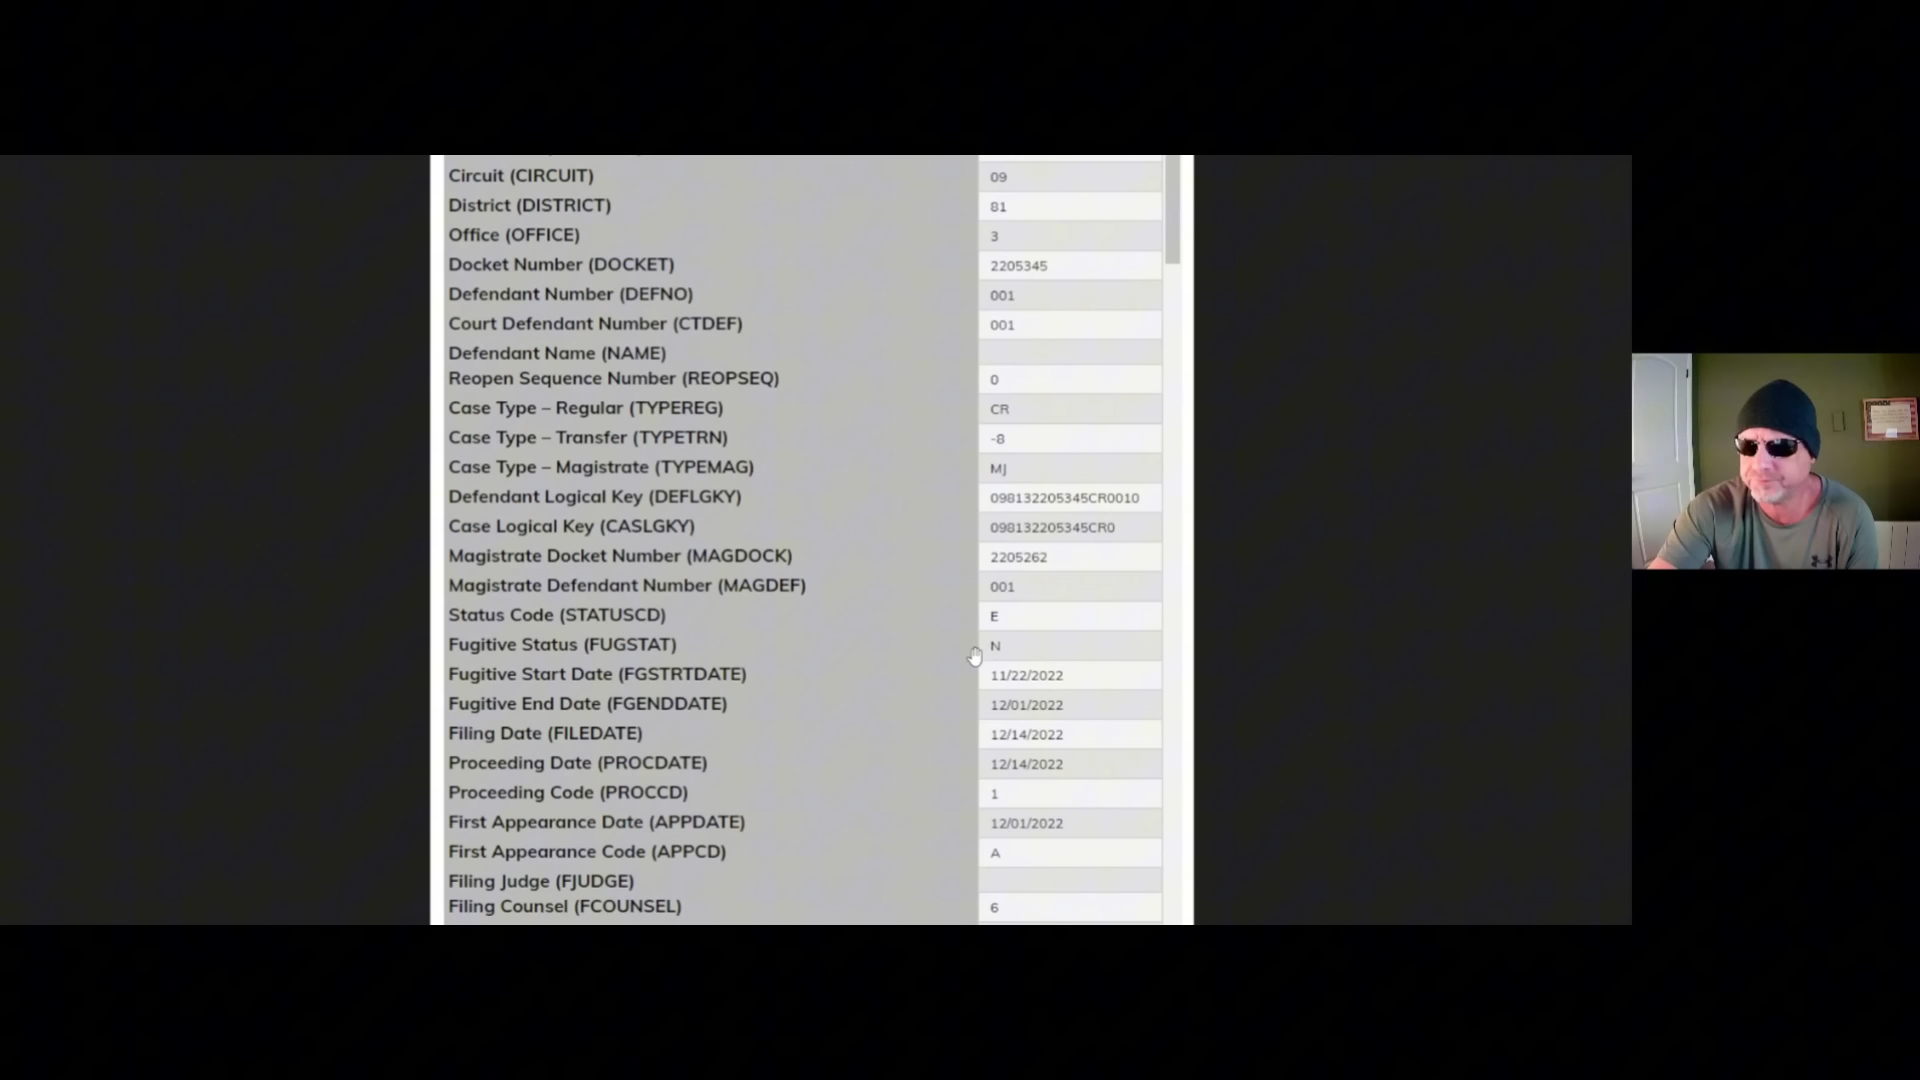 Circuit (CIRCUIT) 09
District (DISTRICT) 81
Office (OFFICE) 3
Docket Number (DOCKET) 2205345
Defendant Number (DEFNO) 001
Court Defendant Number (CTDEF) 001
Defendant Name (NAME)
Reopen Sequence Number (REOPSEQ) 0
Case Type – Regular (TYPEREG) CR
Case Type – Transfer (TYPETRN) -8
Case Type – Magistrate (TYPEMAG) MJ
Defendant Logical Key (DEFLGKY) 098132205345CR0010
Case Logical Key (CASLGKY) 098132205345CR0
Magistrate Docket Number (MAGDOCK) 2205262
Magistrate Defendant Number (MAGDEF) 001
Status Code (STATUSCD) E
Fugitive Status (FUGSTAT) N
Fugitive Start Date (FGSTRTDATE) 11/22/2022
Fugitive End Date (FGENDDATE) 12/01/2022
Filing Date (FILEDATE) 12/14/2022
Proceeding Date (PROCDATE) 12/14/2022
Proceeding Code (PROCCD) 1
First Appearance Date (APPDATE) 12/01/2022
First Appearance Code (APPCD) A
Filing Judge (FJUDGE)
Filing Counsel (FCOUNSEL) 6